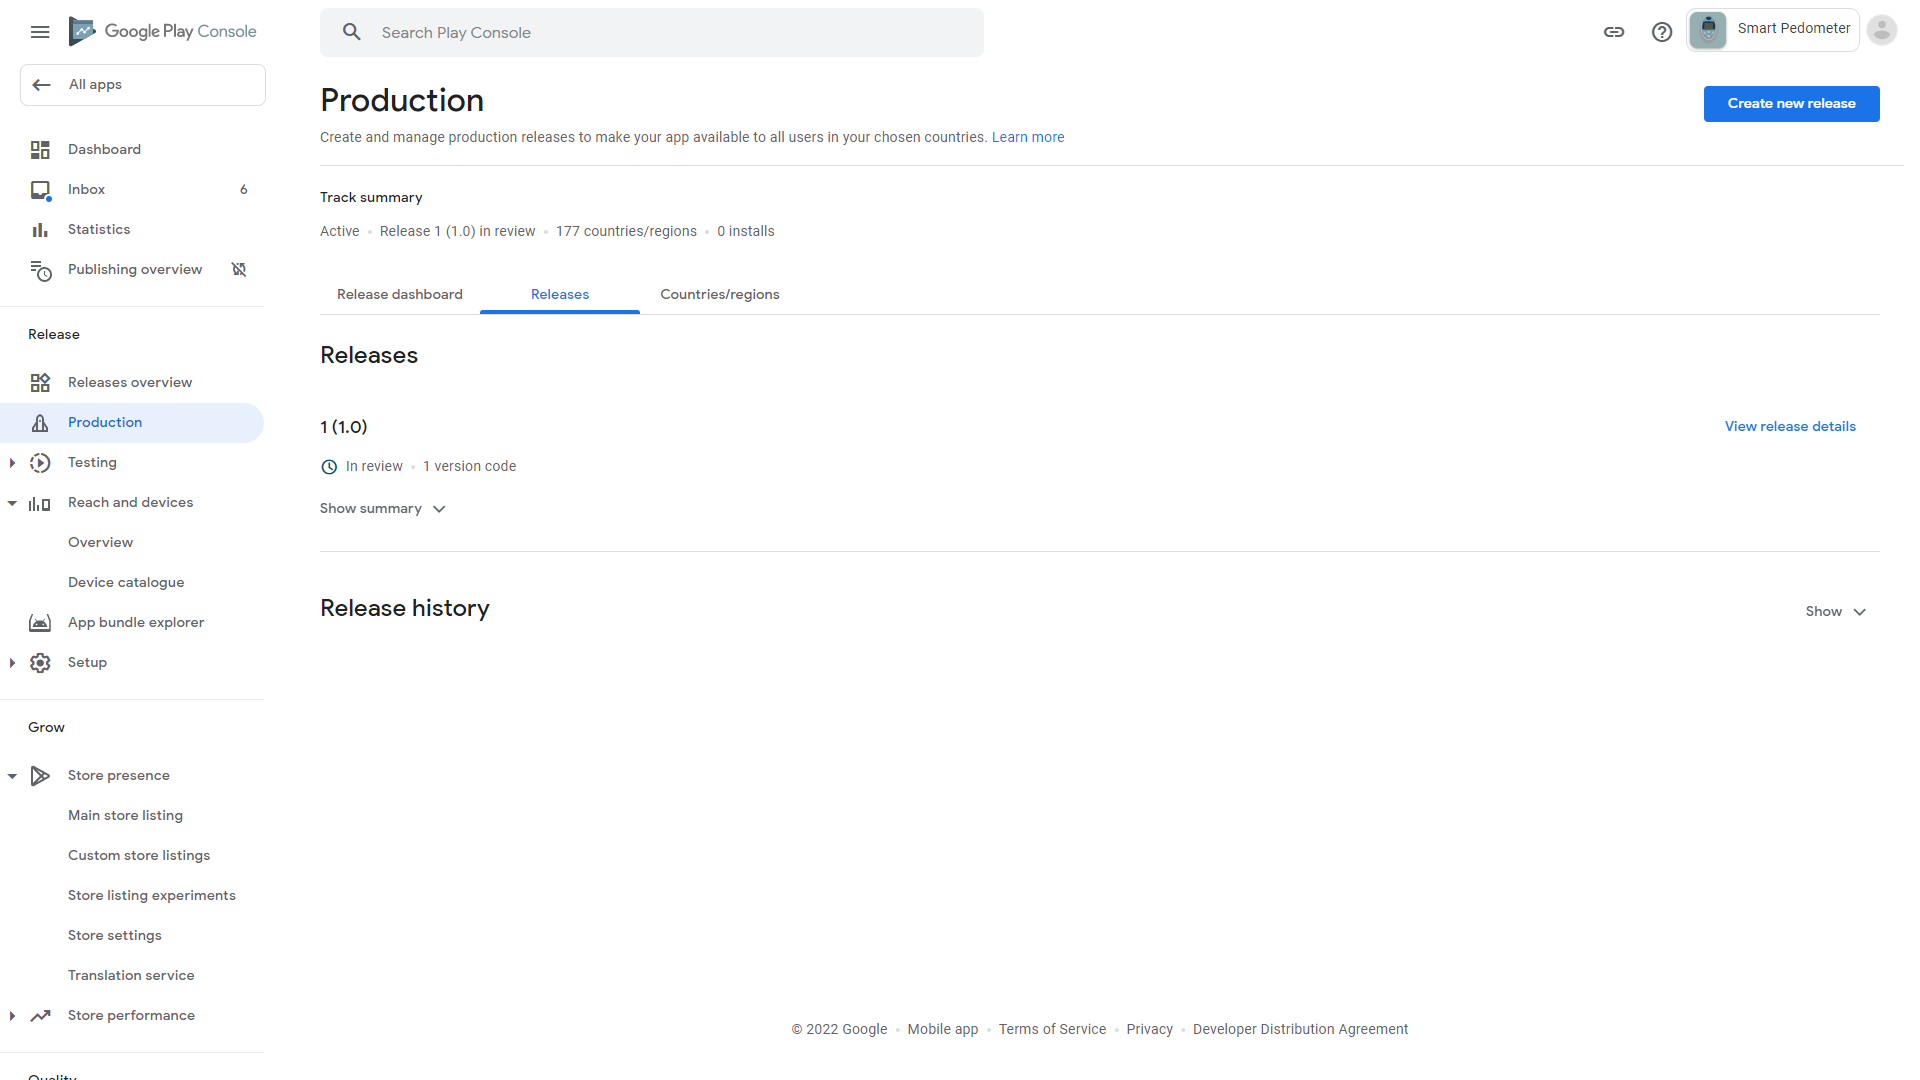 Google Play Console
Search Play Console
Smart Pedometer
All apps
Dashboard
Inbox 6
Statistics
Publishing overview
Release
Releases overview
Production
Testing
Reach and devices
Overview
Device catalogue
App bundle explorer
Setup
Grow
Store presence
Main store listing
Custom store listings
Store listing experiments
Store settings
Translation service
Store performance
Quality
Production
Create new release
Create and manage production releases to make your app available to all users in your chosen countries. Learn more
Track summary
Active • Release 1 (1.0) in review • 177 countries/regions • 0 installs
Release dashboard Releases Countries/regions
Releases
1 (1.0)
View release details
In review • 1 version code
Show summary
Release history
Show
© 2022 Google • Mobile app • Terms of Service • Privacy • Developer Distribution Agreement